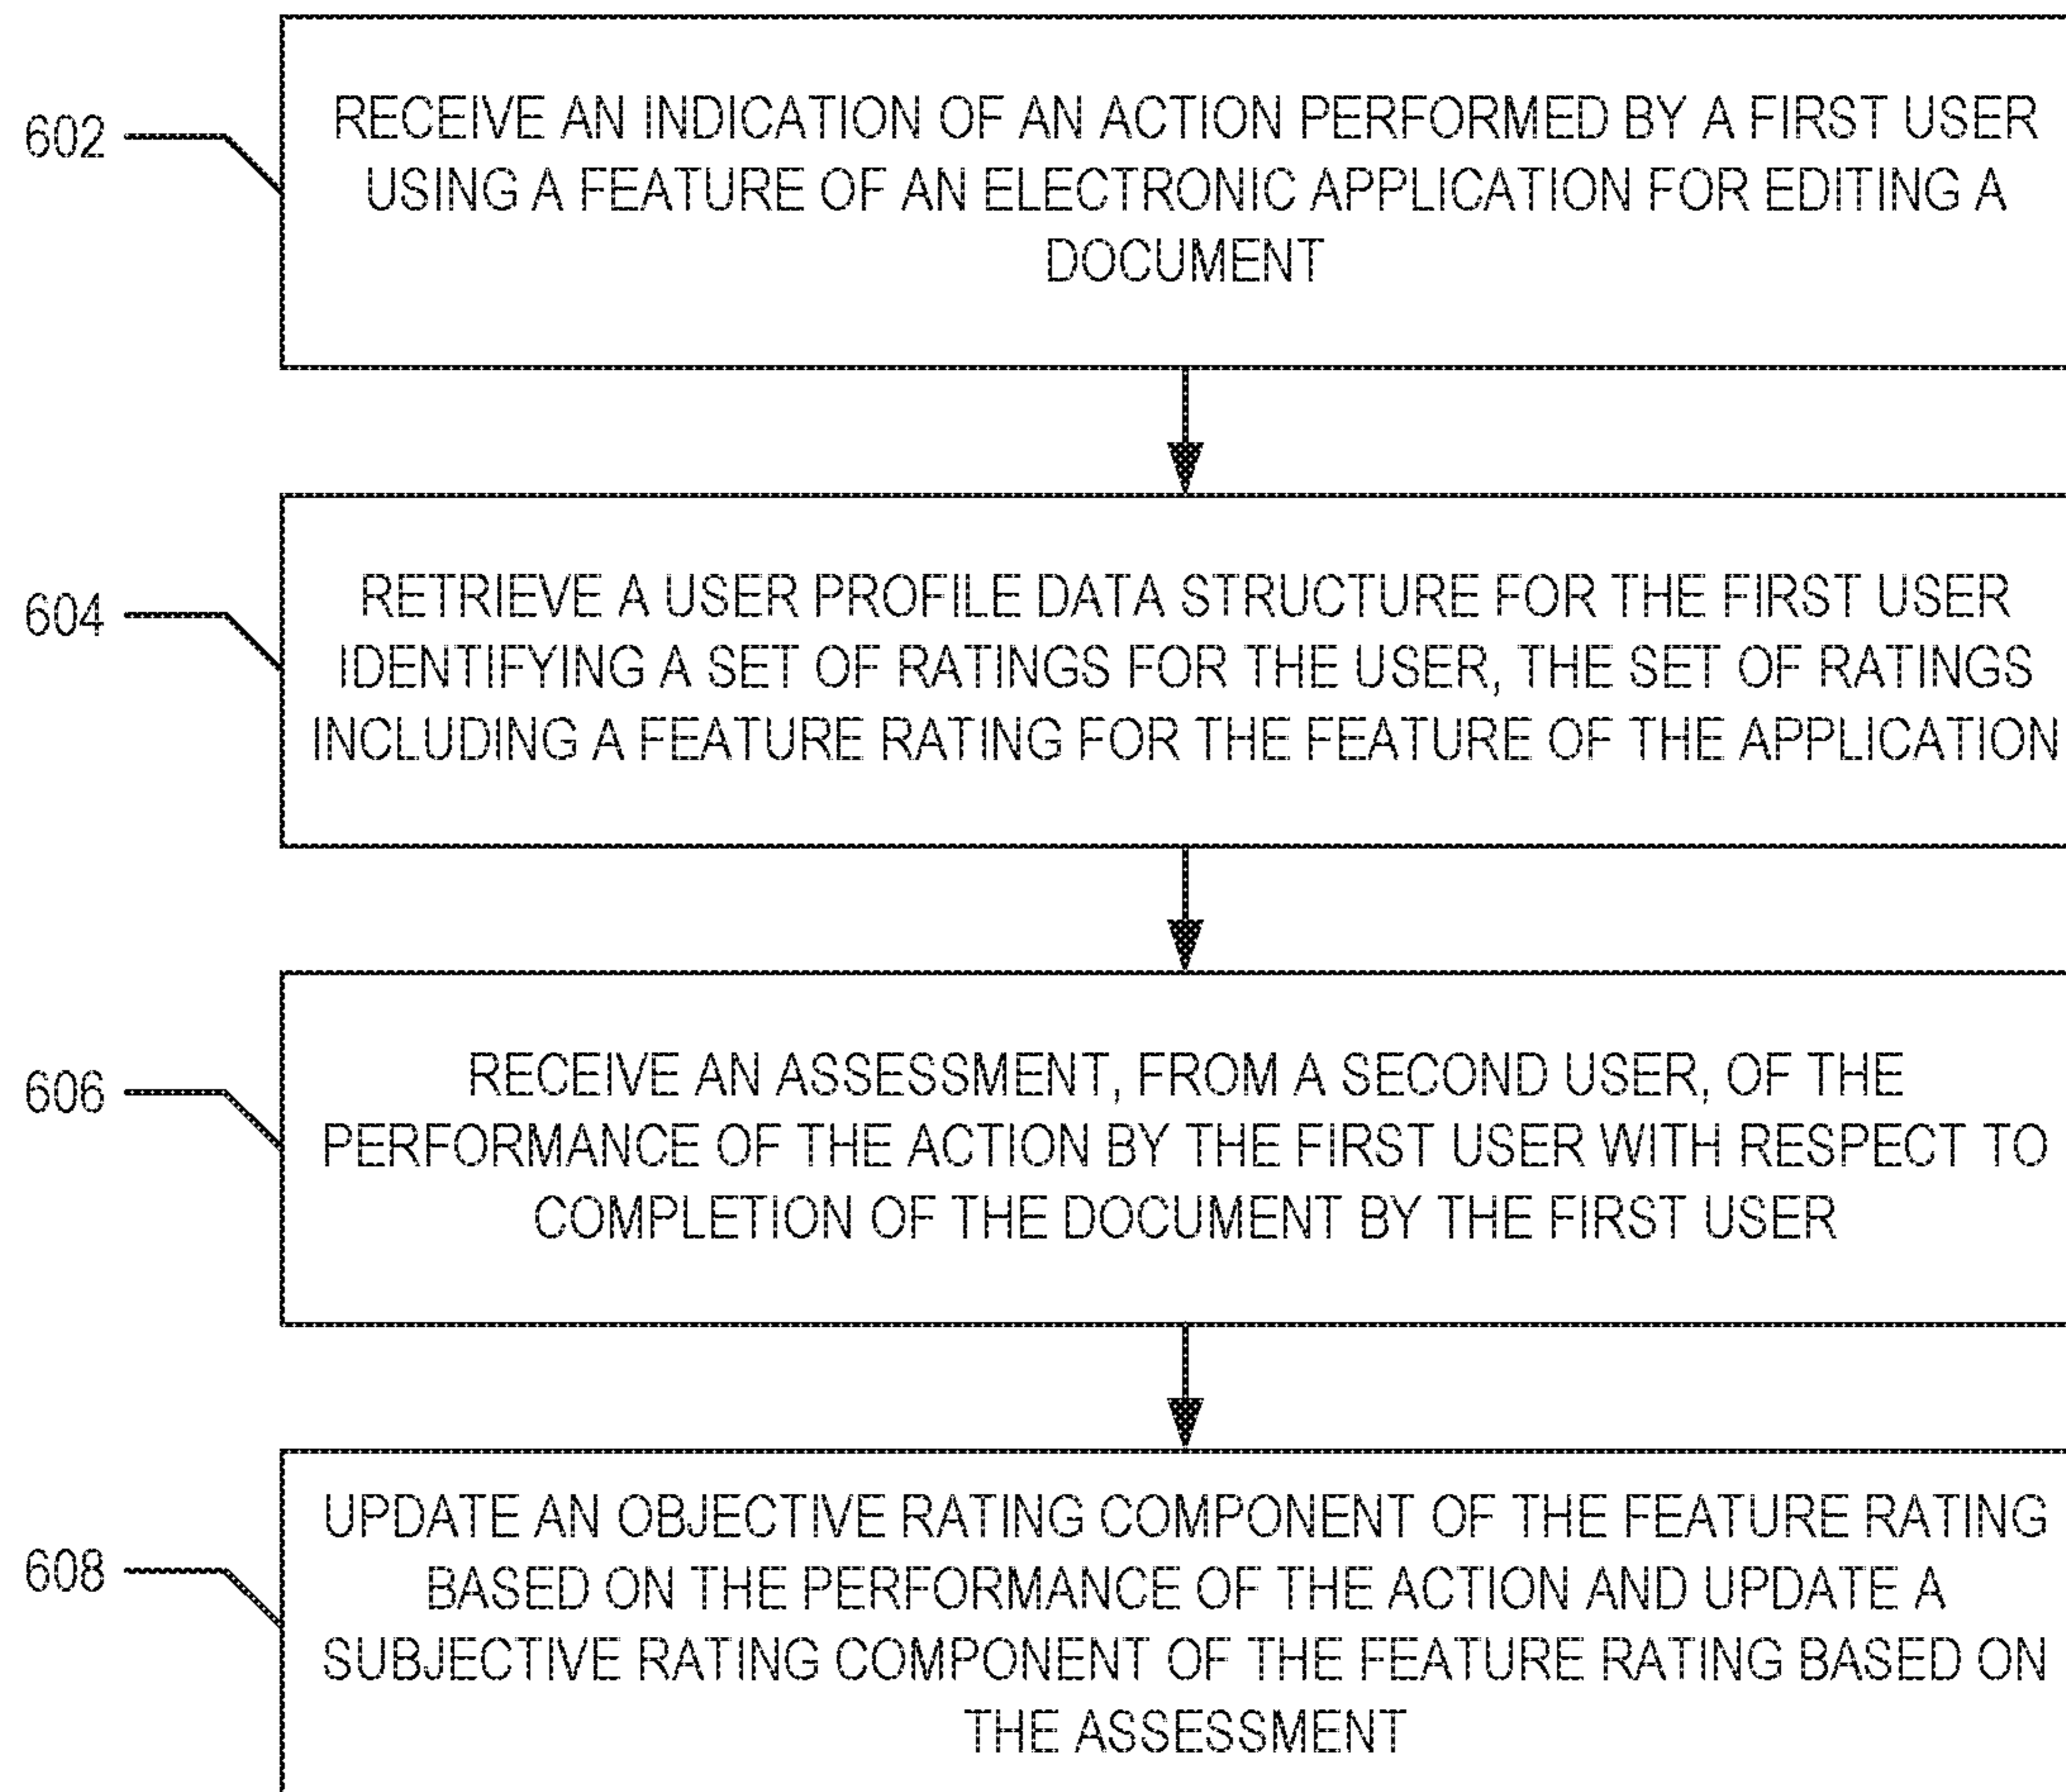 602
RECEIVE AN INDICATION OF AN ACTION PERFORMED BY A FIRST USER
USING A FEATURE OF AN ELECTRONIC APPLICATION FOR EDITING A
DOCUMENT
604
RETRIEVE A USER PROFILE DATA STRUCTURE FOR THE FIRST USER
IDENTIFYING A SET OF RATINGS FOR THE USER, THE SET OF RATINGS
INCLUDING A FEATURE RATING FOR THE FEATURE OF THE APPLICATION
606
RECEIVE AN ASSESSMENT, FROM A SECOND USER, OF THE
PERFORMANCE OF THE ACTION BY THE FIRST USER WITH RESPECT TO
COMPLETION OF THE DOCUMENT BY THE FIRST USER
608
UPDATE AN OBJECTIVE RATING COMPONENT OF THE FEATURE RATING
BASED ON THE PERFORMANCE OF THE ACTION AND UPDATE A
SUBJECTIVE RATING COMPONENT OF THE FEATURE RATING BASED ON
THE ASSESSMENT